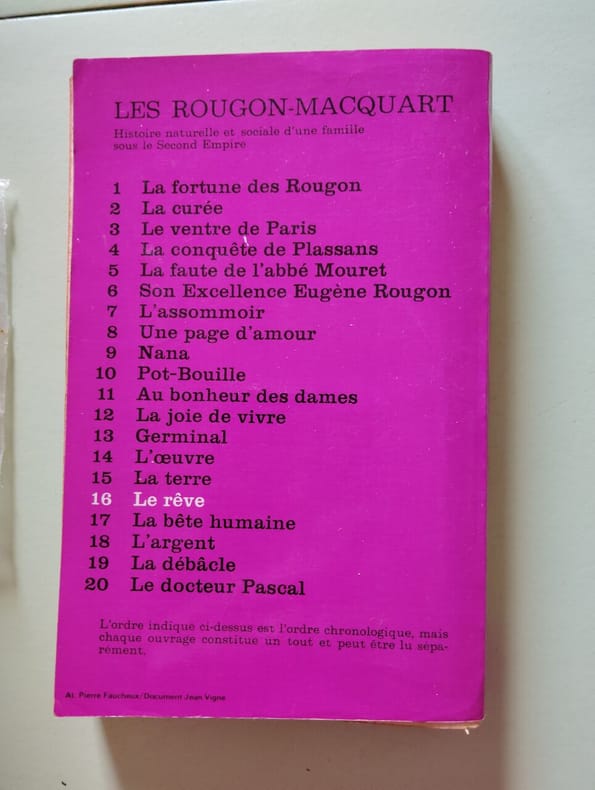 LES ROUGON-MACQUART
Histoire naturelle et sociale d'une famille
sous le Second Empire
1 La fortune des Rougon
2 La curée
3 Le ventre de Paris
4 La conquête de Plassans
5 La faute de l'abbé Mouret
6 Son Excellence Eugène Rougon
7 L'assommoir
8 Une page d'amour
9 Nana
10 Pot-Bouille
11 Au bonheur des dames
12 La joie de vivre
13 Germinal
14 L'œuvre
15 La terre
16 Le rêve
17 La bête humaine
18 L'argent
19 La débâcle
20 Le docteur Pascal
L'ordre indique ci-dessus est l'ordre chronologique, mais
chaque ouvrage constitue un tout et peut être lu sépa-
rément.
At. Pierre Faucheux/Document Jean Vigne